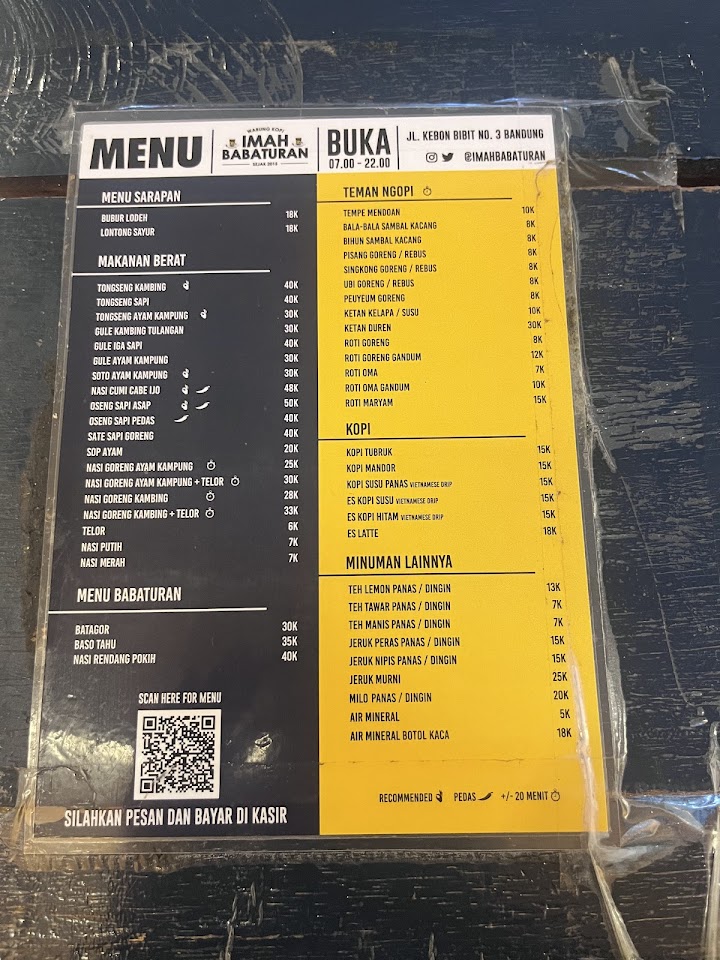 MENU
WARUNG KOPI
IMAH
BABATURAN
SEJAK 2012
BUKA
07.00 - 22.00
JL. KEBON BIBIT NO. 3 BANDUNG
@IMAHBABATURAN
MENU SARAPAN
BUBUR LODEH 18K
LONTONG SAYUR 18K
MAKANAN BERAT
TONGSENG KAMBING 40K
TONGSENG SAPI 40K
TONGSENG AYAM KAMPUNG 30K
GULE KAMBING TULANGAN 30K
GULE IGA SAPI 40K
GULE AYAM KAMPUNG 30K
SOTO AYAM KAMPUNG 30K
NASI CUMI CABE IJO 48K
OSENG SAPI ASAP 50K
OSENG SAPI PEDAS 40K
SATE SAPI GORENG 40K
SOP AYAM 20K
NASI GORENG AYAM KAMPUNG 25K
NASI GORENG AYAM KAMPUNG + TELOR 30K
NASI GORENG KAMBING 28K
NASI GORENG KAMBING + TELOR 33K
TELOR 6K
NASI PUTIH 7K
NASI MERAH 7K
MENU BABATURAN
BATAGOR 30K
BASO TAHU 35K
NASI RENDANG POKIH 40K
SCAN HERE FOR MENU
SILAHKAN PESAN DAN BAYAR DI KASIR
TEMAN NGOPI
TEMPE MENDOAN 10K
BALA-BALA SAMBAL KACANG 8K
BIHUN SAMBAL KACANG 8K
PISANG GORENG / REBUS 8K
SINGKONG GORENG / REBUS 8K
UBI GORENG / REBUS 8K
PEUYEUM GORENG 8K
KETAN KELAPA / SUSU 10K
KETAN DUREN 30K
ROTI GORENG 8K
ROTI GORENG GANDUM 12K
ROTI OMA 7K
ROTI OMA GANDUM 10K
ROTI MARYAM 15K
KOPI
KOPI TUBRUK 15K
KOPI MANDOR 15K
KOPI SUSU PANAS VIETNAMESE DRIP 15K
ES KOPI SUSU VIETNAMESE DRIP 15K
ES KOPI HITAM VIETNAMESE DRIP 15K
ES LATTE 18K
MINUMAN LAINNYA
TEH LEMON PANAS / DINGIN 13K
TEH TAWAR PANAS / DINGIN 7K
TEH MANIS PANAS / DINGIN 7K
JERUK PERAS PANAS / DINGIN 15K
JERUK NIPIS PANAS / DINGIN 15K
JERUK MURNI 25K
MILO PANAS / DINGIN 20K
AIR MINERAL 5K
AIR MINERAL BOTOL KACA 18K
RECOMMENDED PEDAS +/- 20 MENIT